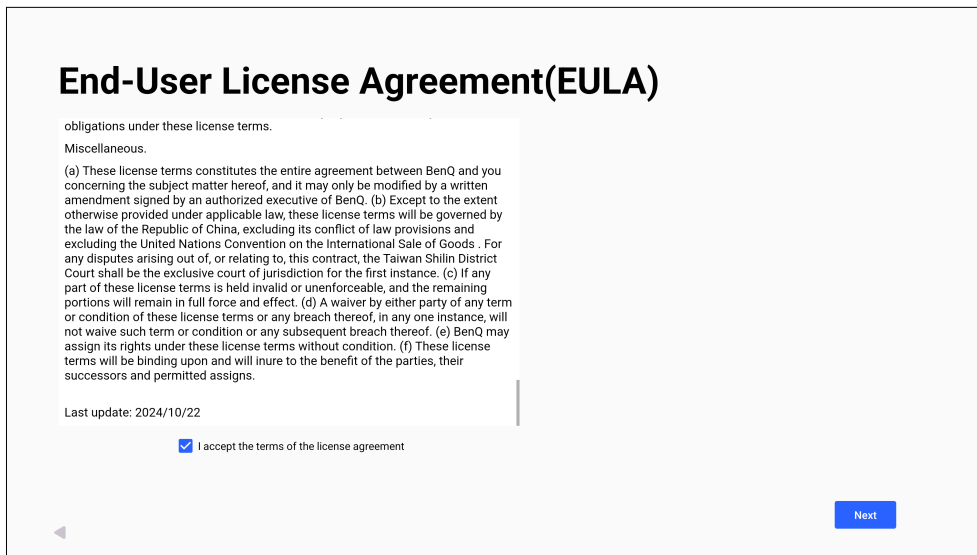 End-User License Agreement(EULA)
obligations under these license terms.
Miscellaneous.
(a) These license terms constitutes the entire agreement between BenQ and you
concerning the subject matter hereof, and it may only be modified by a written
amendment signed by an authorized executive of BenQ. (b) Except to the extent
otherwise provided under applicable law, these license terms will be governed by
the law of the Republic of China, excluding its conflict of law provisions and
excluding the United Nations Convention on the International Sale of Goods . For
any disputes arising out of, or relating to, this contract, the Taiwan Shilin District
Court shall be the exclusive court of jurisdiction for the first instance. (c) If any
part of these license terms is held invalid or unenforceable, and the remaining
portions will remain in full force and effect. (d) A waiver by either party of any term
or condition of these license terms or any breach thereof, in any one instance, will
not waive such term or condition or any subsequent breach thereof. (e) BenQ may
assign its rights under these license terms without condition. (f) These license
terms will be binding upon and will inure to the benefit of the parties, their
successors and permitted assigns.
Last update: 2024/10/22
I accept the terms of the license agreement
Next